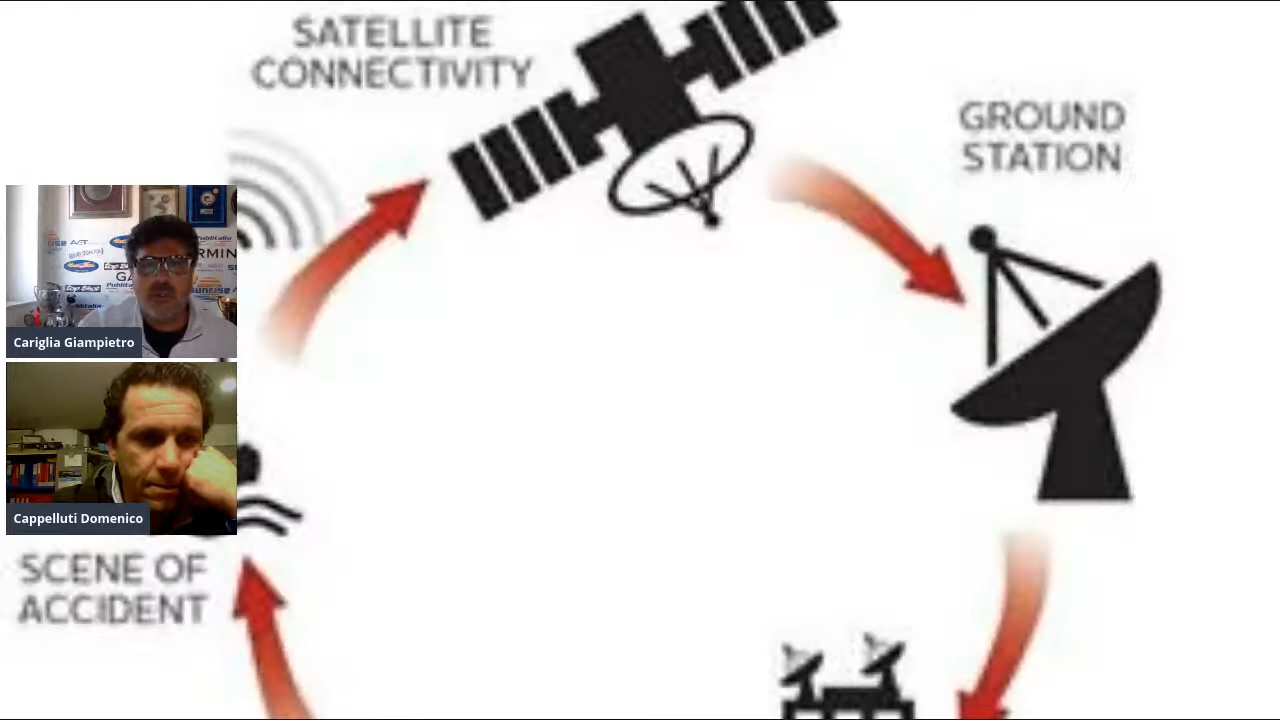 SATELLITE
CONNECTIVITY
GROUND
STATION
Cariglia Giampietro
Cappelluti Domenico
SCENE OF
ACCIDENT